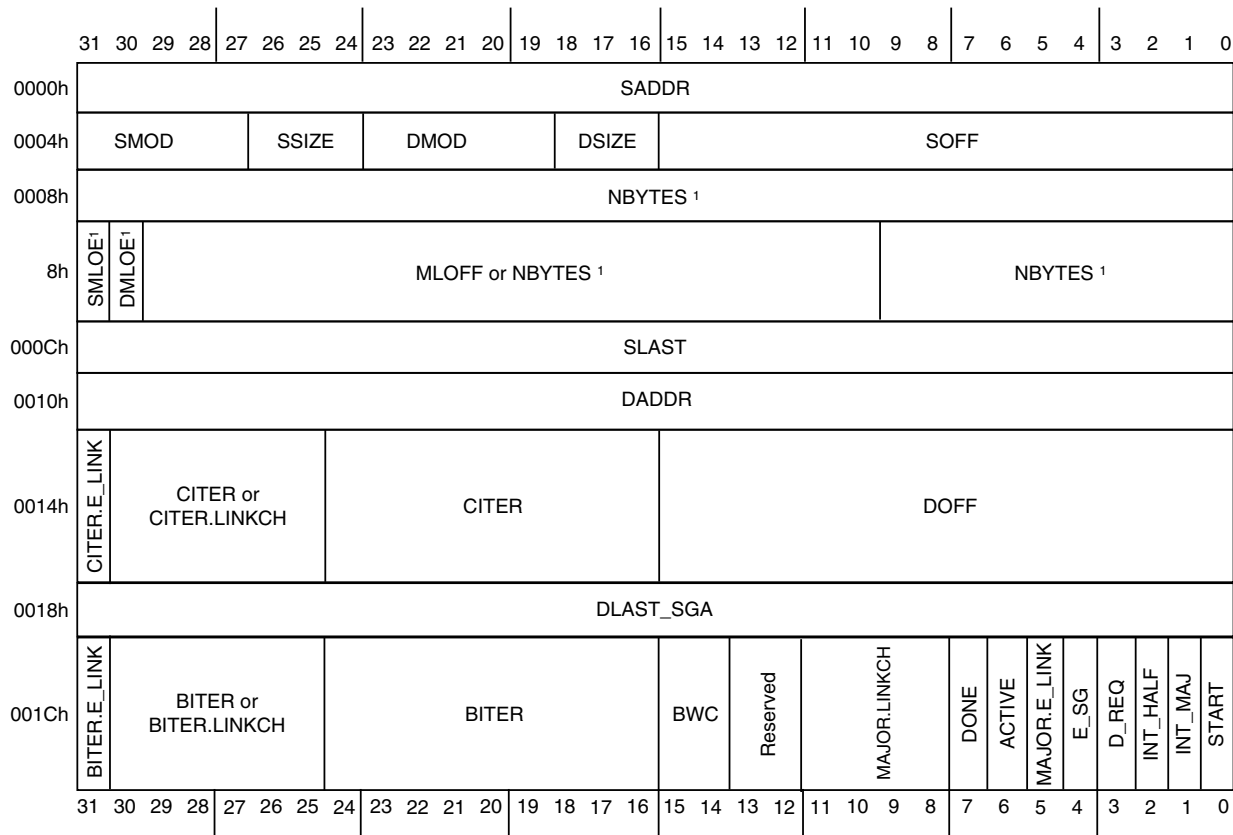 31 30 29 28 27 26 25 24 23 22 21 20 19 18 17 16 15 14 13 12 11 10 9 8 7 6 5 4 3 2 1 0
0000h SADDR
0004h SMOD SSIZE DMOD DSIZE SOFF
0008h NBYTES ¹
8h SMLOE¹ DMLOE¹ MLOFF or NBYTES ¹ NBYTES ¹
000Ch SLAST
0010h DADDR
0014h CITER.E_LINK CITER or
CITER.LINKCH CITER DOFF
0018h DLAST_SGA
001Ch BITER.E_LINK BITER or
BITER.LINKCH BITER BWC Reserved MAJOR.LINKCH DONE ACTIVE MAJOR.E_LINK E_SG D_REQ INT_HALF INT_MAJ START
31 30 29 28 27 26 25 24 23 22 21 20 19 18 17 16 15 14 13 12 11 10 9 8 7 6 5 4 3 2 1 0